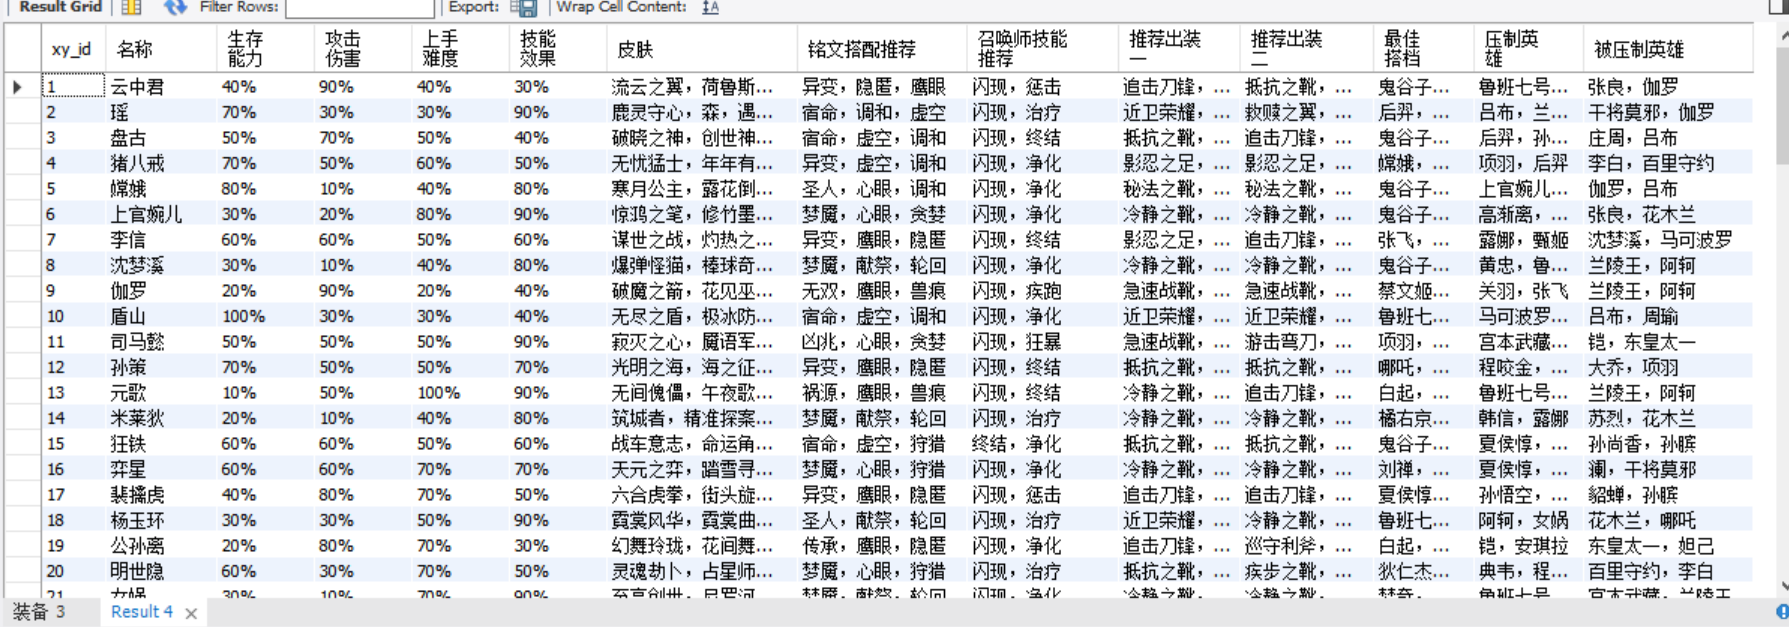 Result Grid Filter Rows: Export: Wrap Cell Content:
xy_id 名称 生存能力 攻击伤害 上手难度 技能效果 皮肤 铭文搭配推荐 召唤师技能推荐 推荐出装一 推荐出装二 最佳搭档 压制英雄 被压制英雄
1 云中君 40% 90% 40% 30% 流云之翼，荷鲁斯... 异变，隐匿，鹰眼 闪现，惩击 追击刀锋，... 抵抗之靴，... 鬼谷子... 鲁班七号... 张良，伽罗
2 瑶 70% 30% 30% 90% 鹿灵守心，森，遇... 宿命，调和，虚空 闪现，治疗 近卫荣耀，... 救赎之翼，... 后羿，... 吕布，兰... 干将莫邪，伽罗
3 盘古 50% 70% 50% 40% 破晓之神，创世神... 宿命，虚空，调和 闪现，终结 抵抗之靴，... 追击刀锋，... 鬼谷子... 后羿，孙... 庄周，吕布
4 猪八戒 70% 50% 60% 50% 无忧猛士，年年有... 异变，虚空，调和 闪现，净化 影忍之足，... 影忍之足，... 嫦娥，... 项羽，后羿 李白，百里守约
5 嫦娥 80% 10% 40% 80% 寒月公主，露花倒... 圣人，心眼，调和 闪现，净化 秘法之靴，... 秘法之靴，... 鬼谷子... 上官婉儿... 伽罗，吕布
6 上官婉儿 30% 20% 80% 90% 惊鸿之笔，修竹墨... 梦魇，心眼，贪婪 闪现，净化 冷静之靴，... 冷静之靴，... 鬼谷子... 高渐离，... 张良，花木兰
7 李信 60% 60% 50% 60% 谋世之战，灼热之... 异变，鹰眼，隐匿 闪现，终结 影忍之足，... 追击刀锋，... 张飞，... 露娜，甄姬 沈梦溪，马可波罗
8 沈梦溪 30% 10% 40% 80% 爆弹怪猫，棒球奇... 梦魇，献祭，轮回 闪现，净化 冷静之靴，... 冷静之靴，... 鬼谷子... 黄忠，鲁... 兰陵王，阿轲
9 伽罗 20% 90% 20% 40% 破魔之箭，花见巫... 无双，鹰眼，兽痕 闪现，疾跑 急速战靴，... 急速战靴，... 蔡文姬... 关羽，张飞 兰陵王，阿轲
10 盾山 100% 30% 30% 40% 无尽之盾，极冰防... 宿命，虚空，调和 闪现，净化 近卫荣耀，... 近卫荣耀，... 鲁班七... 马可波罗... 吕布，周瑜
11 司马懿 50% 50% 50% 90% 寂灭之心，魇语军... 凶兆，心眼，贪婪 闪现，狂暴 急速战靴，... 游击弯刀，... 项羽，... 宫本武藏... 铠，东皇太一
12 孙策 70% 50% 50% 70% 光明之海，海之征... 异变，鹰眼，隐匿 闪现，终结 抵抗之靴，... 抵抗之靴，... 哪吒，... 程咬金，... 大乔，项羽
13 元歌 10% 50% 100% 90% 无间傀儡，午夜歌... 祸源，鹰眼，兽痕 闪现，终结 冷静之靴，... 追击刀锋，... 白起，... 鲁班七号... 兰陵王，阿轲
14 米莱狄 20% 10% 40% 80% 筑城者，精准探案... 梦魇，献祭，轮回 闪现，治疗 冷静之靴，... 冷静之靴，... 橘右京... 韩信，露娜 苏烈，花木兰
15 狂铁 60% 60% 50% 60% 战车意志，命运角... 宿命，虚空，狩猎 终结，净化 抵抗之靴，... 抵抗之靴，... 鬼谷子... 夏侯惇，... 孙尚香，孙膑
16 弈星 60% 60% 70% 70% 天元之弈，踏雪寻... 梦魇，心眼，狩猎 闪现，净化 冷静之靴，... 冷静之靴，... 刘禅，... 夏侯惇，... 澜，干将莫邪
17 裴擒虎 40% 80% 70% 50% 六合虎拳，街头旋... 异变，鹰眼，隐匿 闪现，惩击 追击刀锋，... 追击刀锋，... 夏侯惇... 孙悟空，... 貂蝉，孙膑
18 杨玉环 30% 30% 50% 90% 霓裳风华，霓裳曲... 圣人，献祭，轮回 闪现，治疗 近卫荣耀，... 冷静之靴，... 鲁班七... 阿轲，女娲 花木兰，哪吒
19 公孙离 20% 80% 70% 30% 幻舞玲珑，花间舞... 传承，鹰眼，隐匿 闪现，净化 追击刀锋，... 巡守利斧，... 白起，... 铠，安琪拉 东皇太一，妲己
20 明世隐 60% 30% 70% 50% 灵魂劫卜，占星师... 梦魇，心眼，狩猎 闪现，治疗 抵抗之靴，... 疾步之靴，... 狄仁杰... 典韦，程... 百里守约，李白
21 女娲 30% 10% 70% 90% 至高创世，尼罗河... 梦魇，献祭，轮回 闪现，净化 冷静之靴，... 冷静之靴，... 梦奇，... 鲁班七号... 宫本武藏，兰陵王
装备 3 Result 4